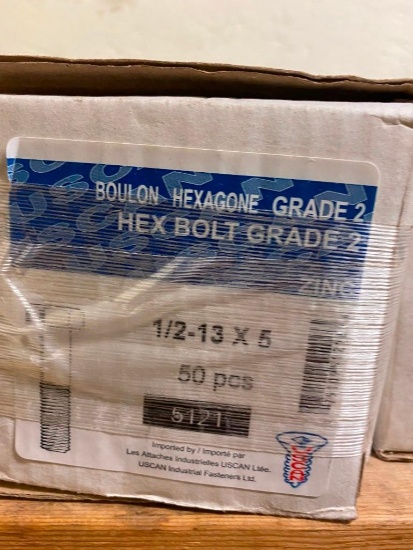 BOULON HEXAGONE GRADE 2
HEX BOLT GRADE 2
ZINC
1/2-13 X 5
50 pcs
5121
Imported by / Importé par
Les Attaches Industrielles USCAN Ltée.
USCAN Industrial Fasteners Ltd.